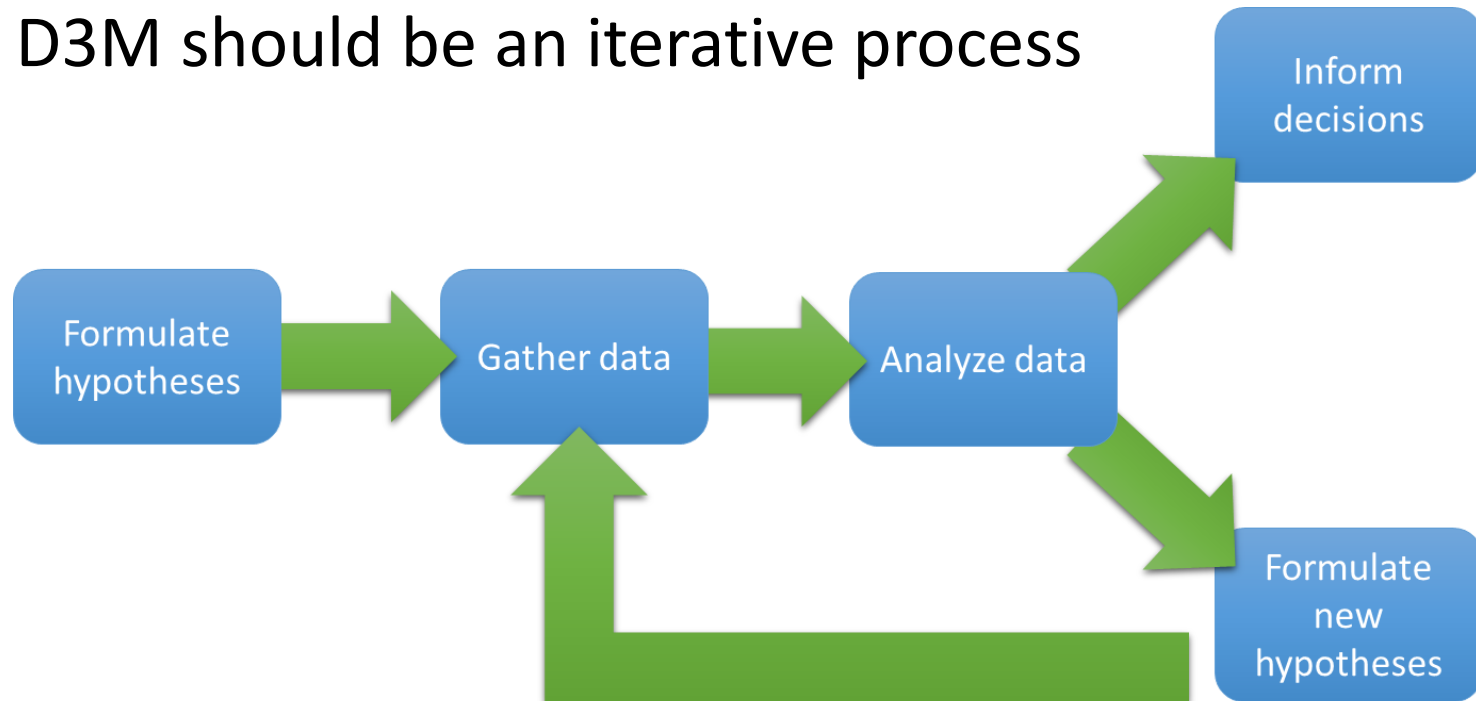 D3M should be an iterative process
Inform
decisions
Formulate
hypotheses
Gather data
Analyze data
Formulate
new
hypotheses